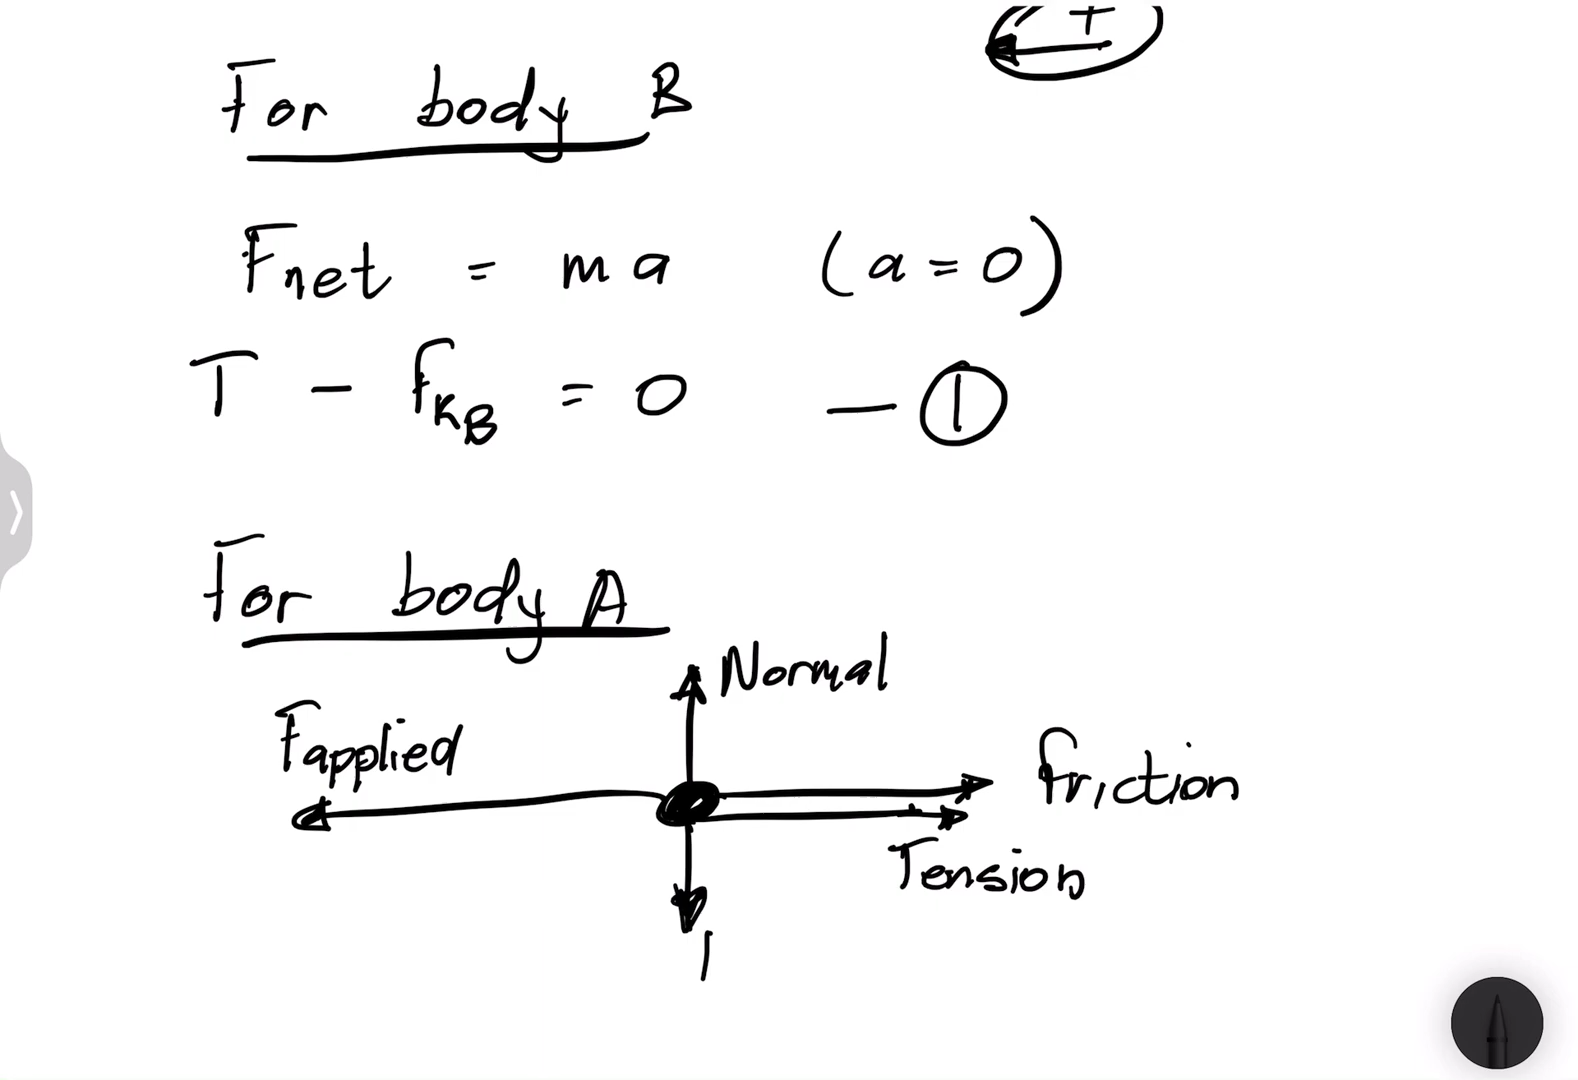 +
For body B
Fnet = ma (a = 0)
T - fKB = 0 - ①
For body A
Normal
Fapplied
friction
Tension